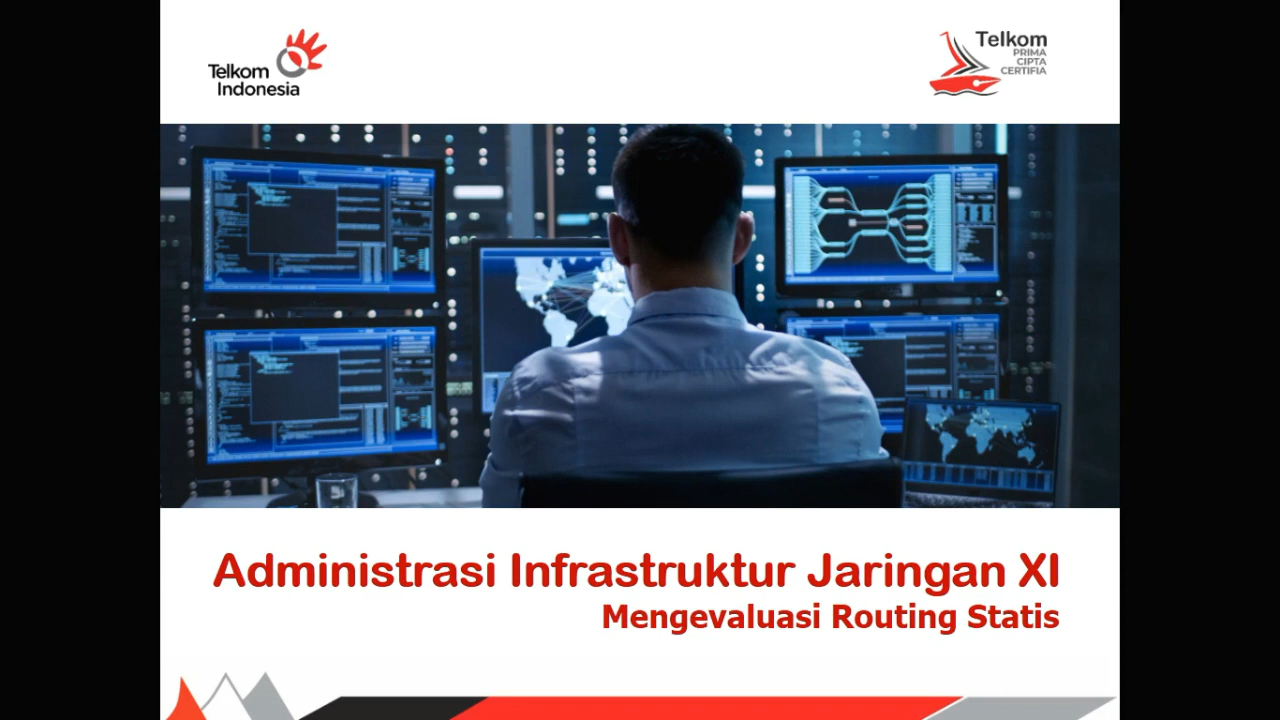 Telkom
Indonesia
Telkom
PRIMA
CIPTA
CERTIFIA
Administrasi Infrastruktur Jaringan XI
Mengevaluasi Routing Statis